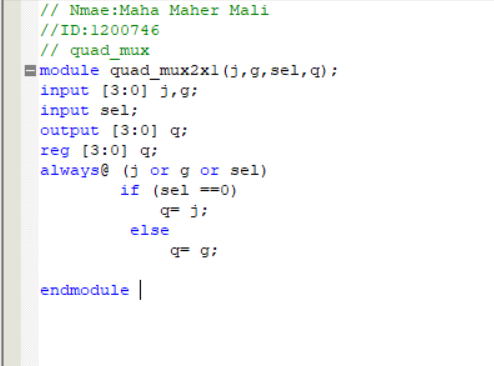 // Nmae:Maha Maher Mali
//ID:1200746
// quad_mux
module quad_mux2x1(j,g,sel,q);
input [3:0] j,g;
input sel;
output [3:0] q;
reg [3:0] q;
always@ (j or g or sel)
if (sel ==0)
q= j;
else
q= g;
endmodule